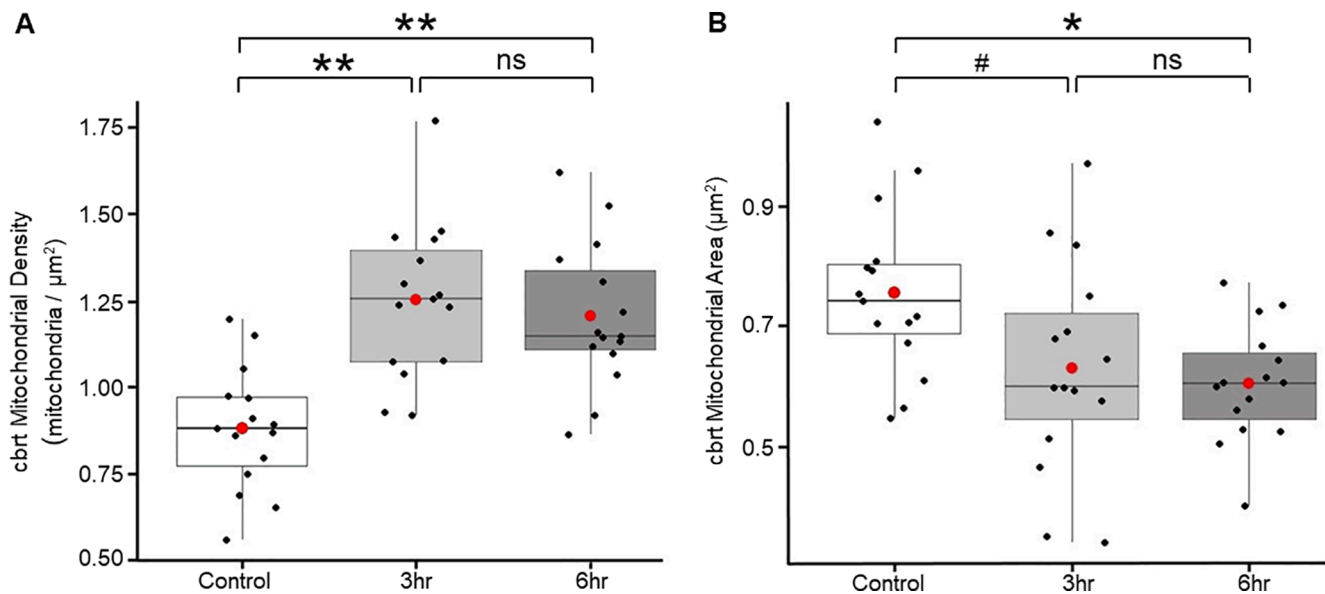 A
**
**
ns
cbrt Mitochondrial Density
(mitochondria / μm²)
1.75
1.50
1.25
1.00
0.75
0.50
Control
3hr
6hr
B
*
#
ns
cbrt Mitochondrial Area (μm²)
0.9
0.7
0.5
Control
3hr
6hr